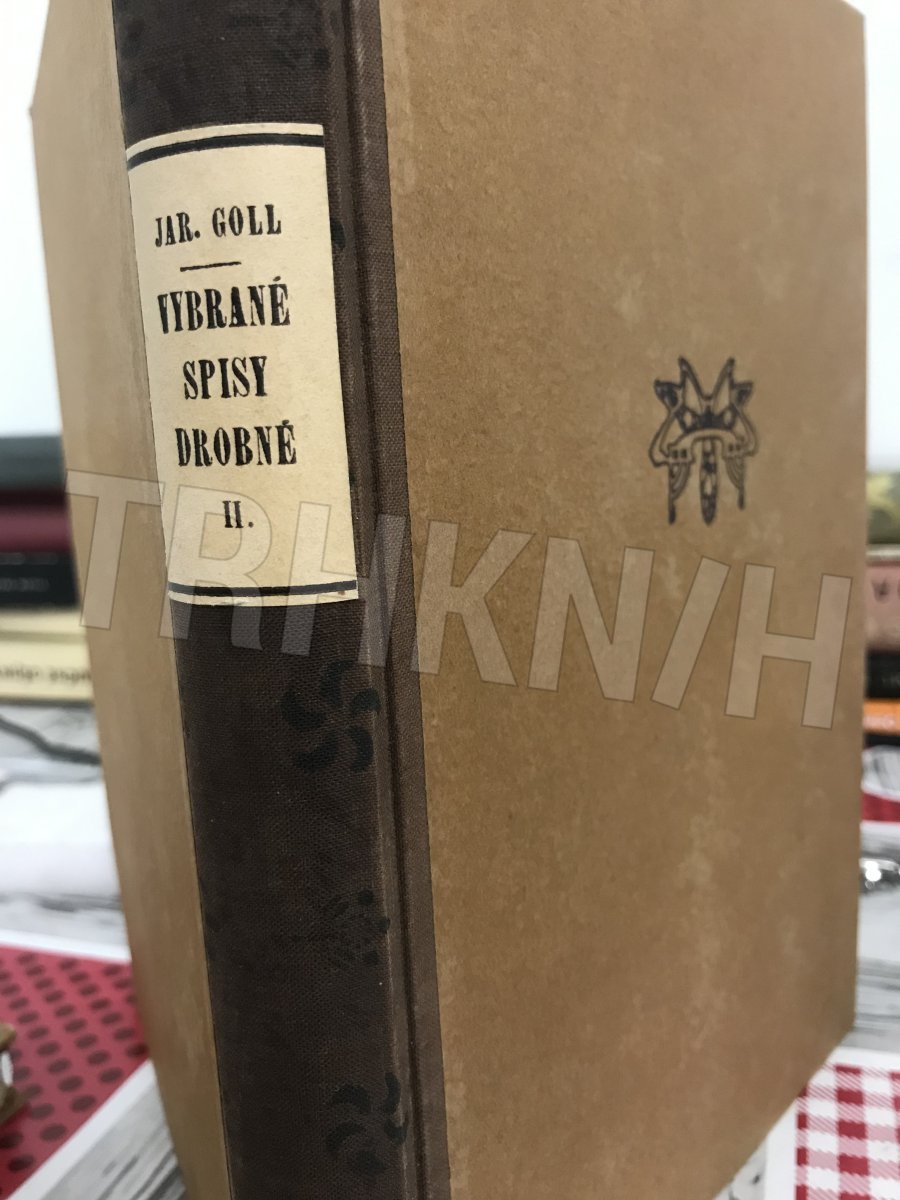 JAR. GOLL
VYBRANÉ
SPISY
DROBNÉ
II.
TRHKNIH